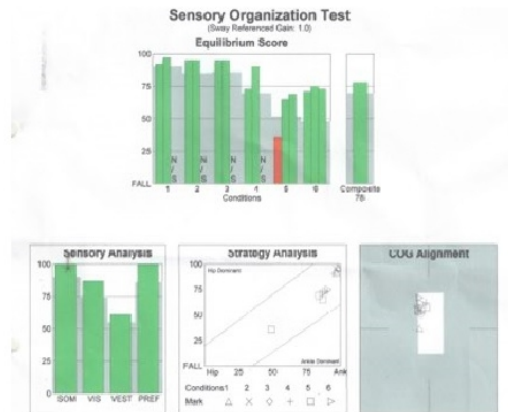 Sensory Organization Test
(Sway Referenced Gain: 1.0)
Equilibrium Score
100
75
50
25
FALL
N/S N/S N/S N/S
1 2 3 4 5 6
Conditions
Composite
78
Sensory Analysis
100
75
50
25
0
SOM VIS VEST PREF
Strategy Analysis
100
Hip Dominant
75
50
25
FALL
Ankle Dominant
Hip 25 50 75 Ank
Conditions1 2 3 4 5 6
Mark
COG Alignment